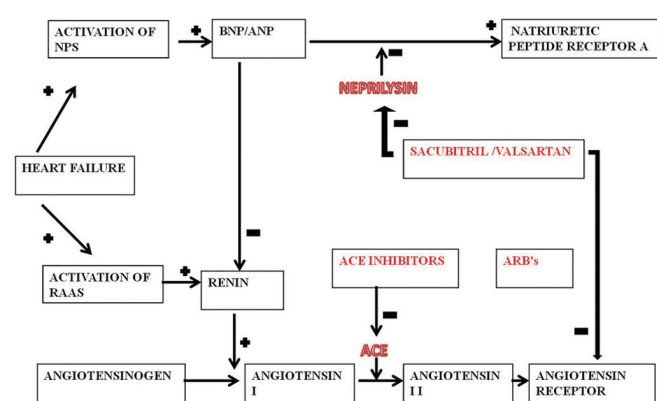 ACTIVATION OF
NPS
BNP/ANP
NATRIURETIC
PEPTIDE RECEPTOR A
NEPRILYSIN
SACUBITRIL /VALSARTAN
HEART FAILURE
ACTIVATION OF
RAAS
RENIN
ACE INHIBITORS
ARB's
ACE
ANGIOTENSINOGEN
ANGIOTENSIN
I
ANGIOTENSIN
I I
ANGIOTENSIN
RECEPTOR